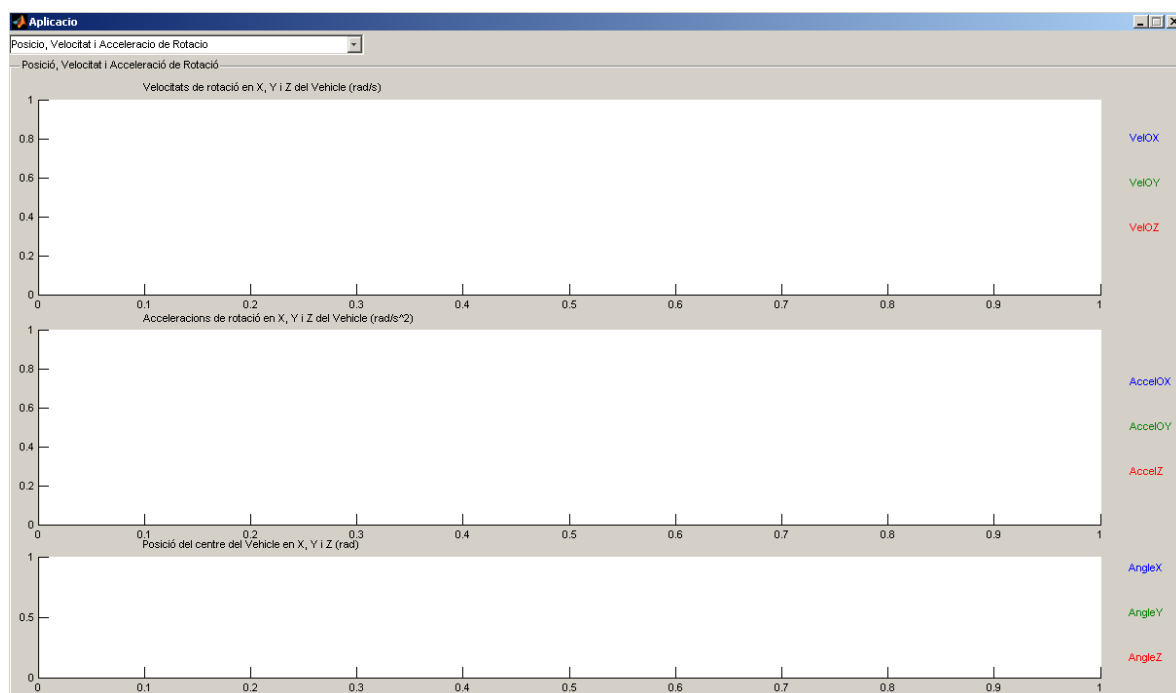 Aplicacio
Posicio, Velocitat i Acceleracio de Rotacio
Posició, Velocitat i Acceleració de Rotació
Velocitats de rotació en X, Y i Z del Vehicle (rad/s)
1
0.8
0.6
0.4
0.2
0
0 0.1 0.2 0.3 0.4 0.5 0.6 0.7 0.8 0.9 1
VelOX
VelOY
VelOZ
Acceleracions de rotació en X, Y i Z del Vehicle (rad/s^2)
1
0.8
0.6
0.4
0.2
0
0 0.1 0.2 0.3 0.4 0.5 0.6 0.7 0.8 0.9 1
AccelOX
AccelOY
AccelZ
Posició del centre del Vehicle en X, Y i Z (rad)
1
0.5
0
0 0.1 0.2 0.3 0.4 0.5 0.6 0.7 0.8 0.9 1
AngleX
AngleY
AngleZ